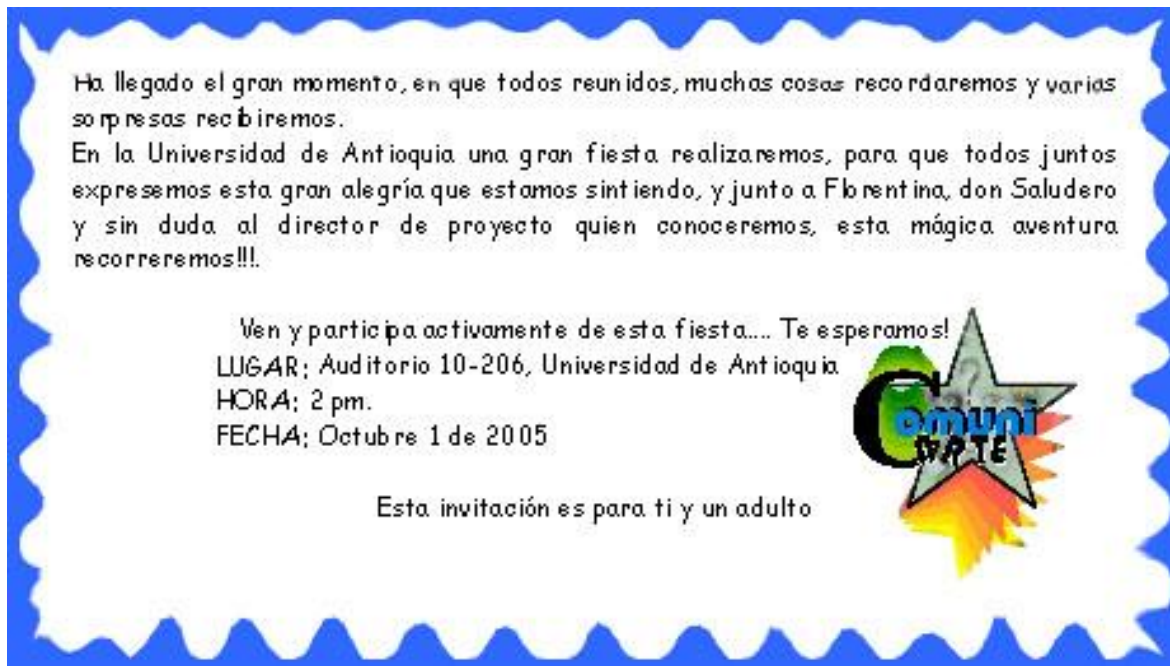 Ha llegado el gran momento, en que todos reunidos, muchas cosas recordaremos y varias
sorpresas recibiremos.
En la Universidad de Antioquia una gran fiesta realizaremos, para que todos juntos
expresemos esta gran alegría que estamos sintiendo, y junto a Florentina, don Saludero
y sin duda al director de proyecto quien conoceremos, esta mágica aventura
recorreremos!!!.
Ven y participa activamente de esta fiesta.... Te esperamos!
LUGAR: Auditorio 10-206, Universidad de Antioquia
HORA: 2 pm.
FECHA: Octubre 1 de 2005
Comuni
ARTE
Esta invitación es para ti y un adulto